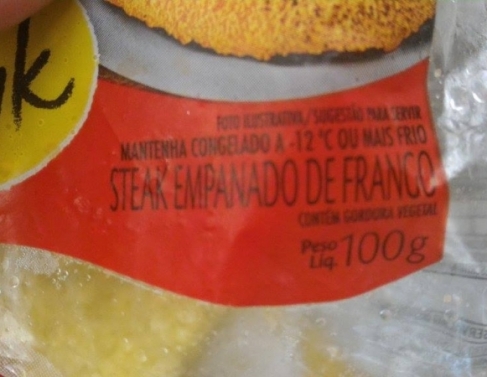 FOTO ILUSTRATIVA/SUGESTÃO PARA SERVIR
MANTENHA CONGELADO A -12 °C OU MAIS FRIO
STEAK EMPANADO DE FRANGO
CONTÉM GORDURA VEGETAL
Peso
Líq. 100g